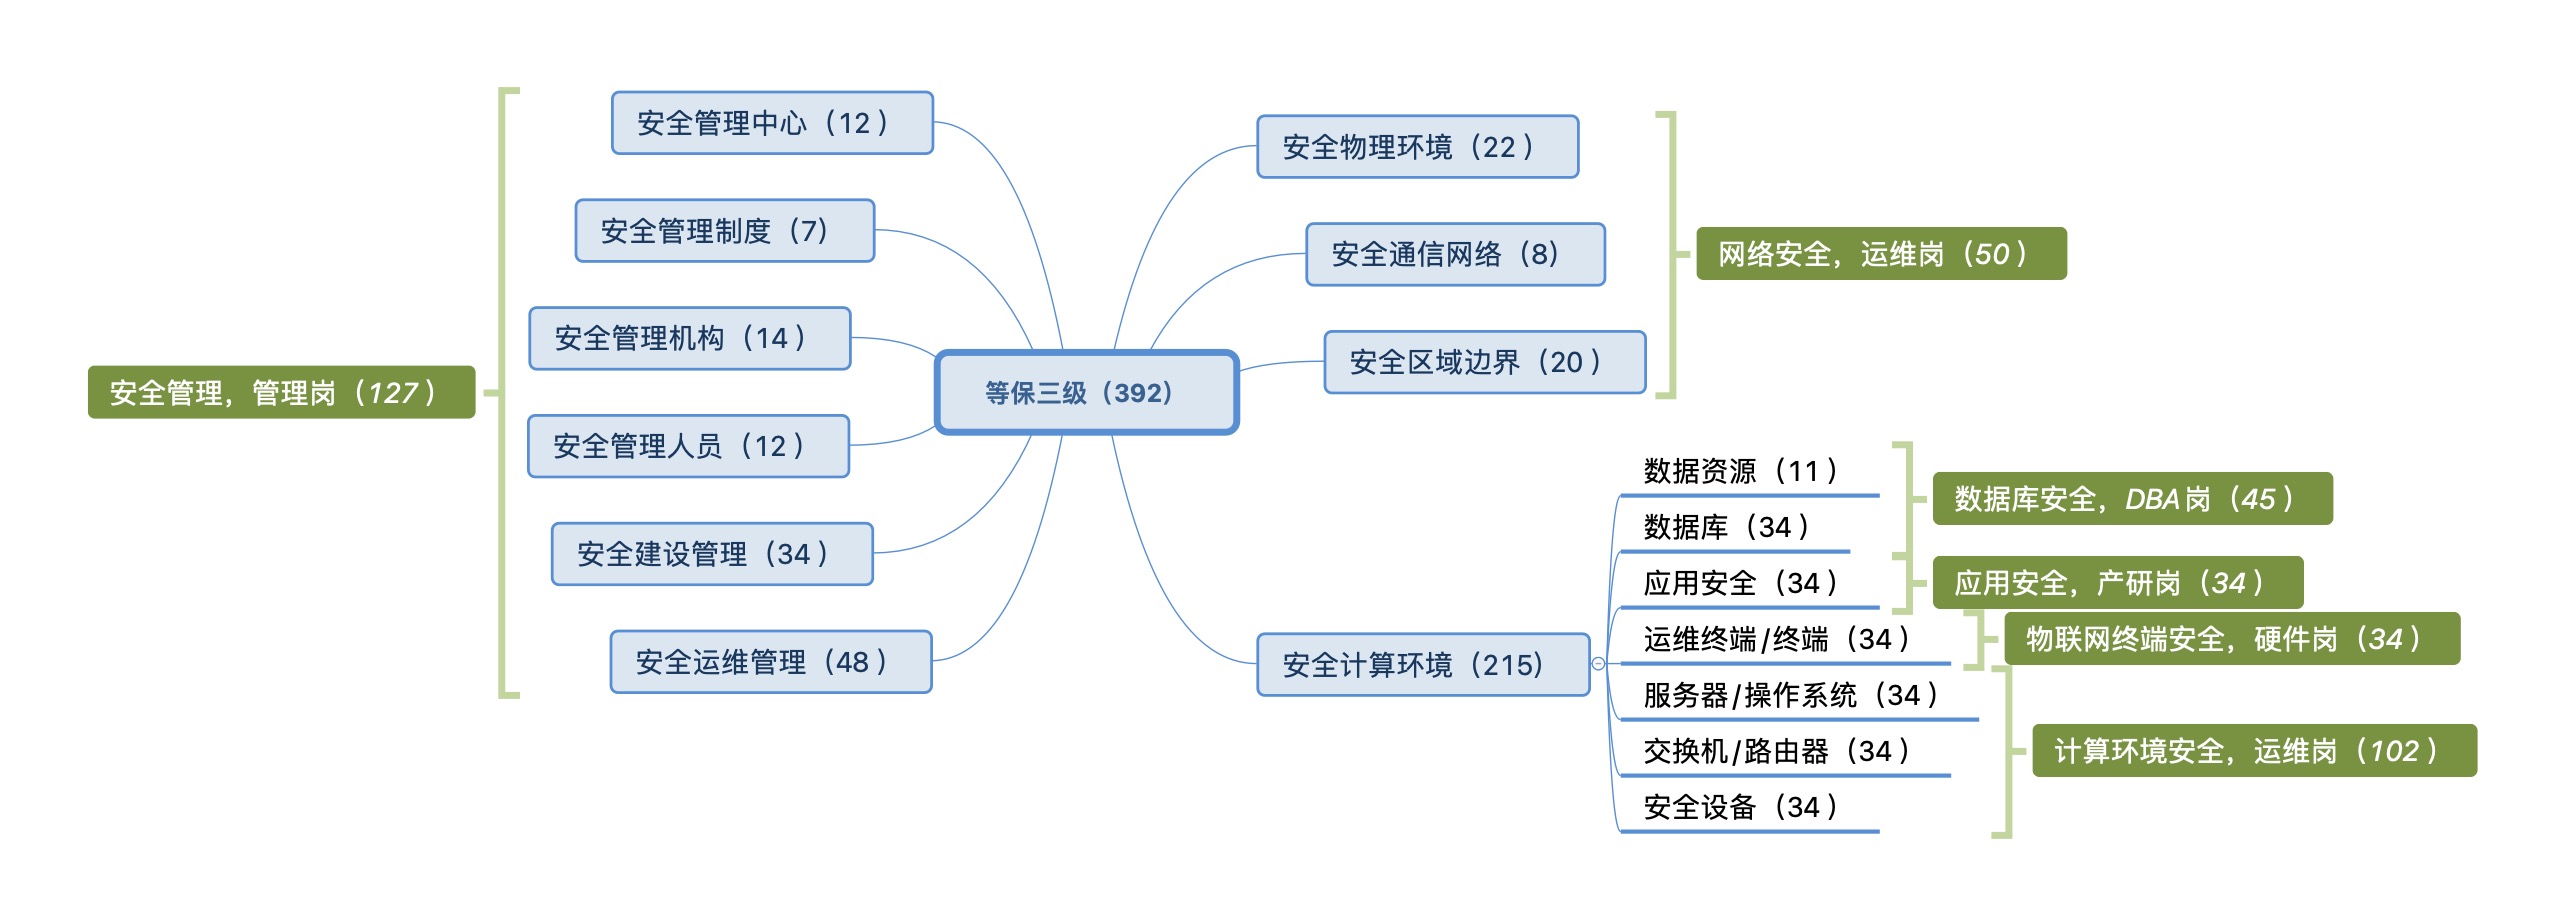 等保三级（392）
安全管理中心（12 ）
安全管理制度（7）
安全管理机构（14 ）
安全管理人员（12 ）
安全建设管理（34 ）
安全运维管理（48 ）
安全管理，管理岗（127 ）
安全物理环境（22 ）
安全通信网络（8）
安全区域边界（20 ）
网络安全，运维岗（50 ）
安全计算环境（215）
数据资源（11 ）
数据库（34 ）
数据库安全，DBA岗（45 ）
应用安全（34 ）
应用安全，产研岗（34 ）
运维终端/终端（34 ）
物联网终端安全，硬件岗（34 ）
服务器/操作系统（34 ）
交换机/路由器（34 ）
安全设备（34 ）
计算环境安全，运维岗（102 ）